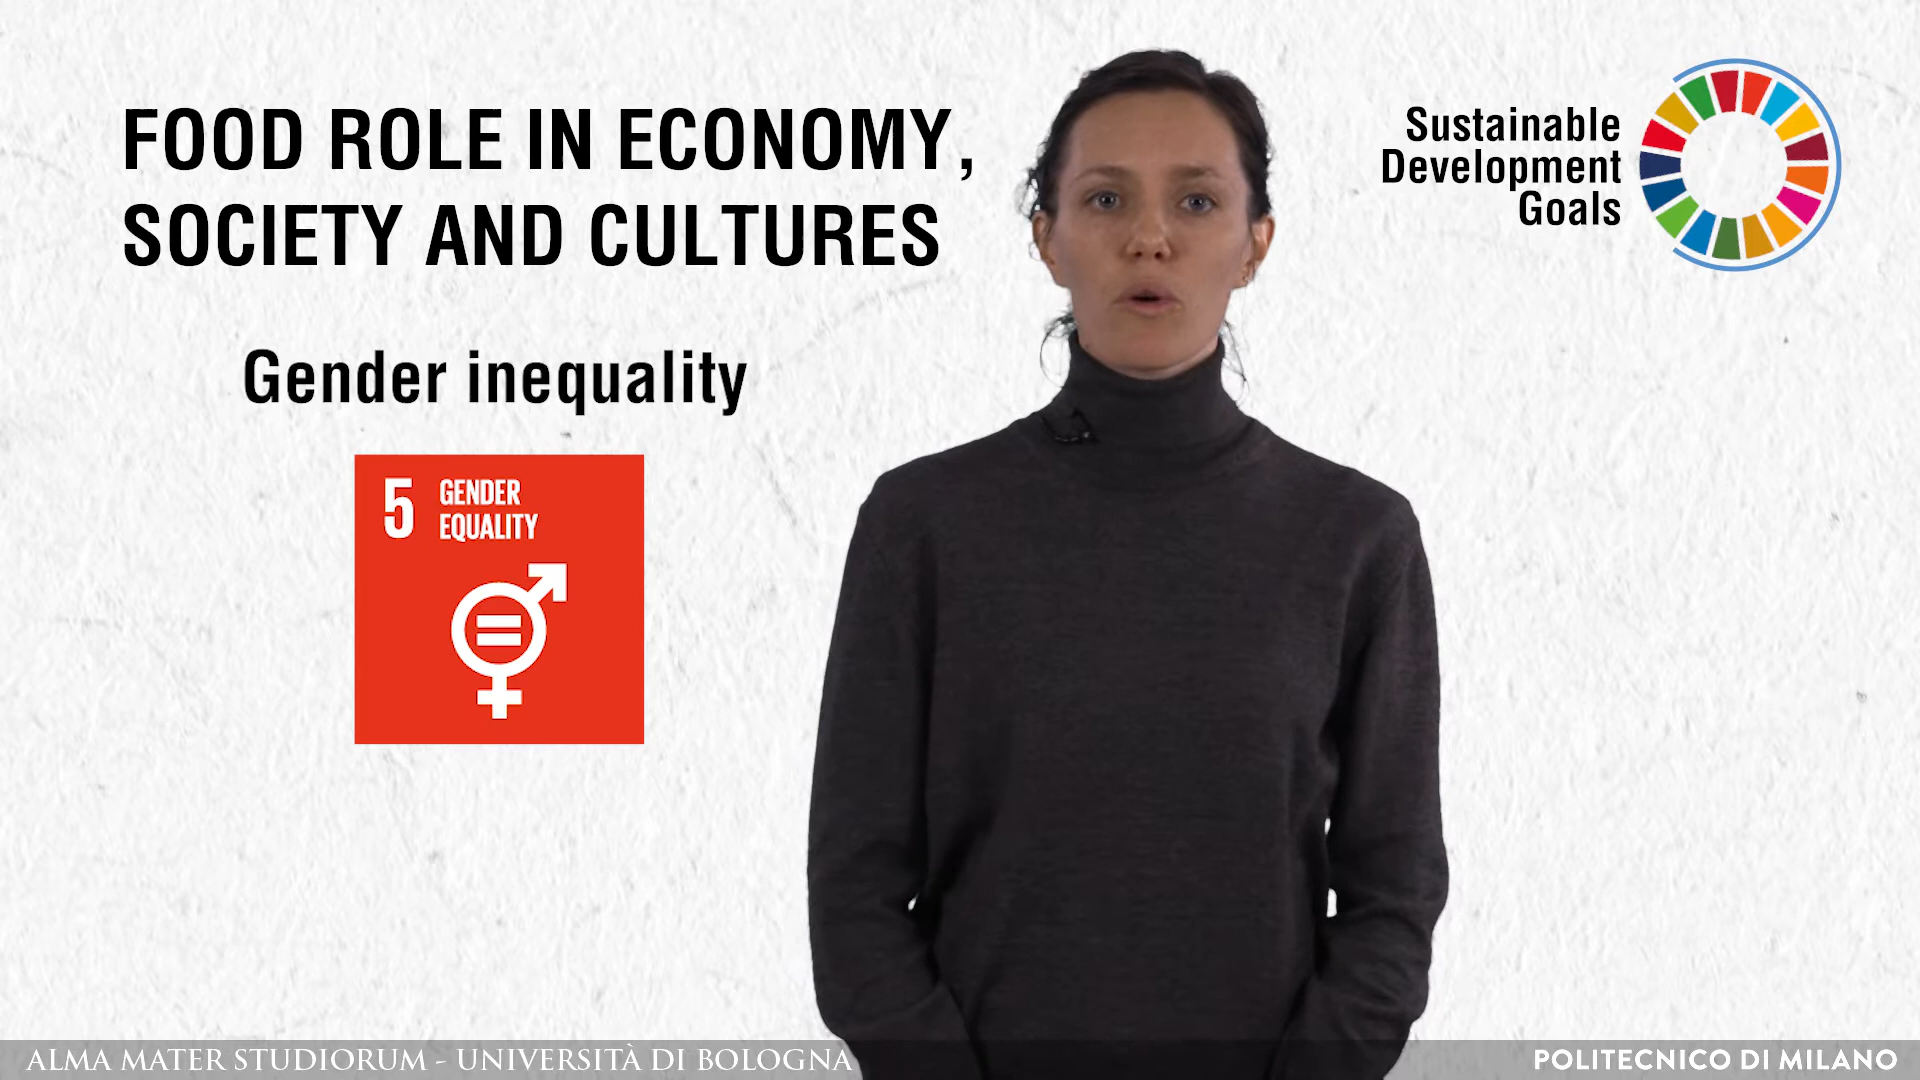 FOOD ROLE IN ECONOMY,
SOCIETY AND CULTURES
Sustainable
Development
Goals
Gender inequality
5 GENDER
EQUALITY
ALMA MATER STUDIORUM - UNIVERSITÀ DI BOLOGNA
POLITECNICO DI MILANO